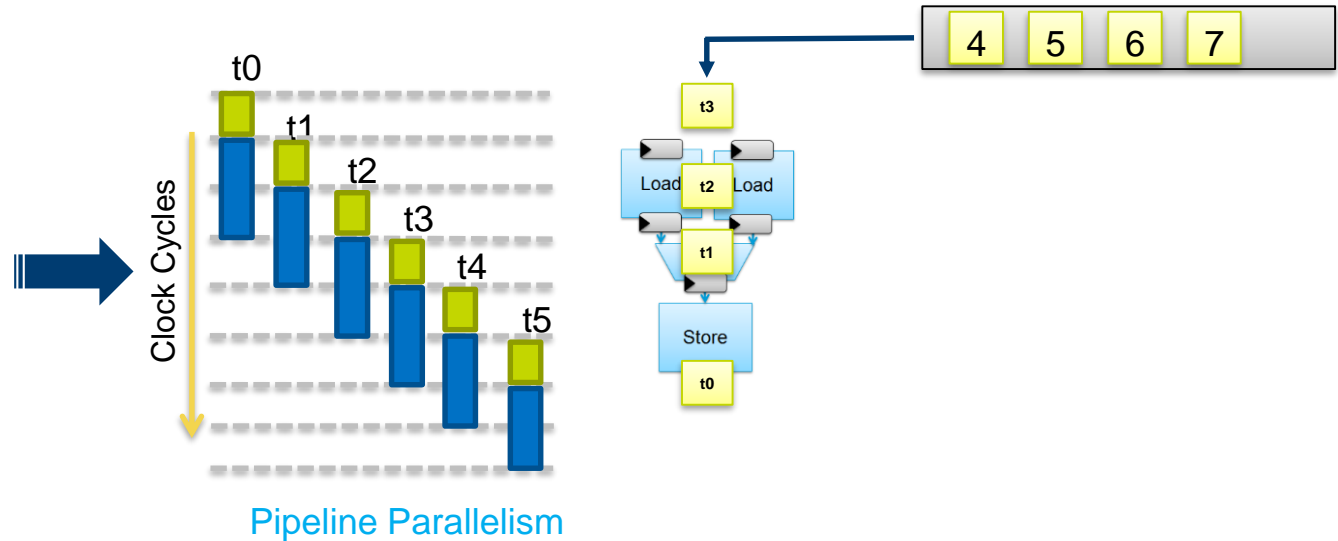 t0
t1
t2
t3
t4
t5
Clock Cycles
Pipeline Parallelism
4 5 6 7
t3
Load t2 Load
t1
Store
t0